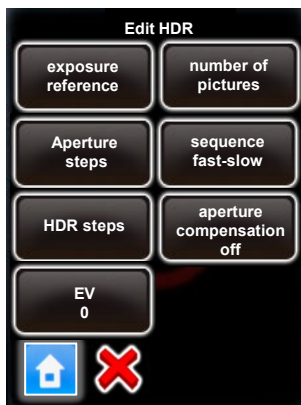 Edit HDR
exposure
reference
number of
pictures
Aperture
steps
sequence
fast-slow
HDR steps
aperture
compensation
off
EV
0